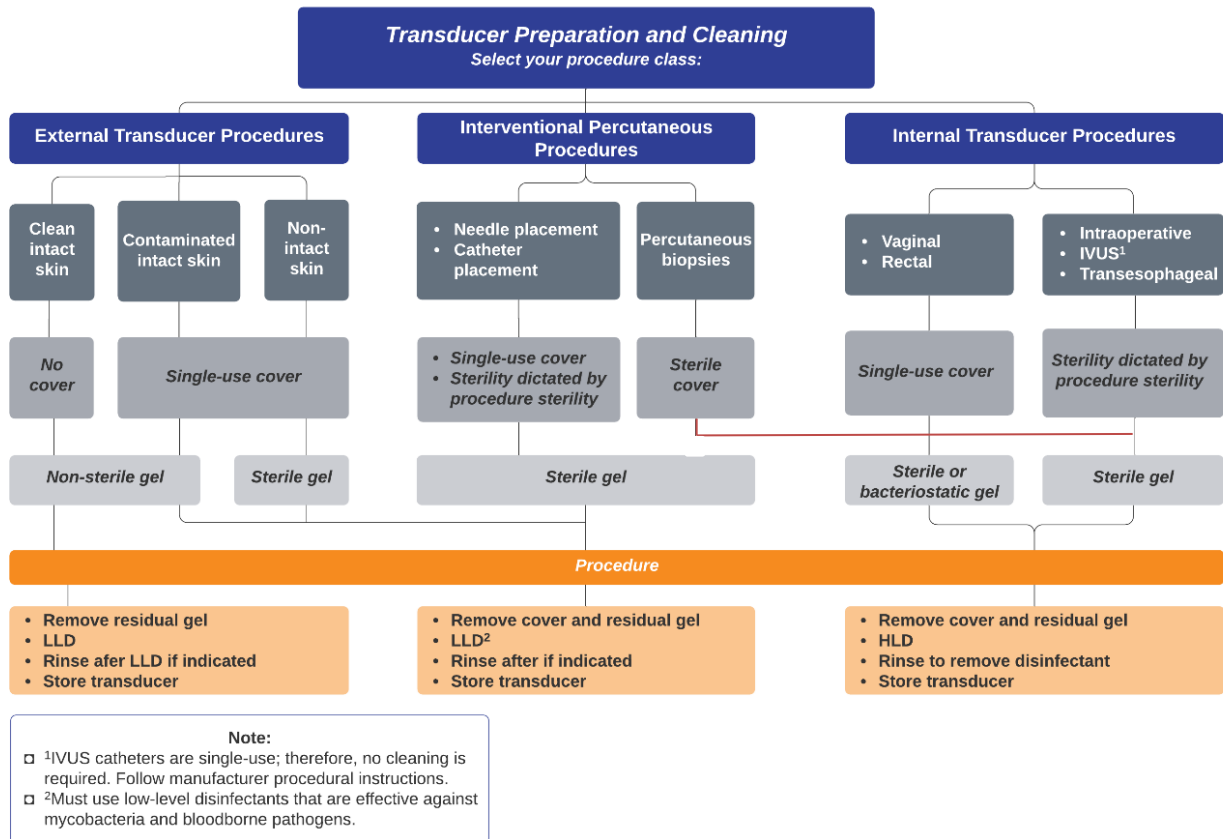 Transducer Preparation and Cleaning
Select your procedure class:
External Transducer Procedures
Interventional Percutaneous
Procedures
Internal Transducer Procedures
Clean
intact
skin
Contaminated
intact skin
Non-
intact
skin
• Needle placement
• Catheter
placement
Percutaneous
biopsies
• Vaginal
• Rectal
• Intraoperative
• IVUS¹
• Transesophageal
No
cover
Single-use cover
• Single-use cover
• Sterility dictated by
procedure sterility
Sterile
cover
Single-use cover
Sterility dictated by
procedure sterility
Non-sterile gel
Sterile gel
Sterile gel
Sterile or
bacteriostatic gel
Sterile gel
Procedure
• Remove residual gel
• LLD
• Rinse afer LLD if indicated
• Store transducer
• Remove cover and residual gel
• LLD²
• Rinse after if indicated
• Store transducer
• Remove cover and residual gel
• HLD
• Rinse to remove disinfectant
• Store transducer
Note:
¹IVUS catheters are single-use; therefore, no cleaning is
required. Follow manufacturer procedural instructions.
²Must use low-level disinfectants that are effective against
mycobacteria and bloodborne pathogens.